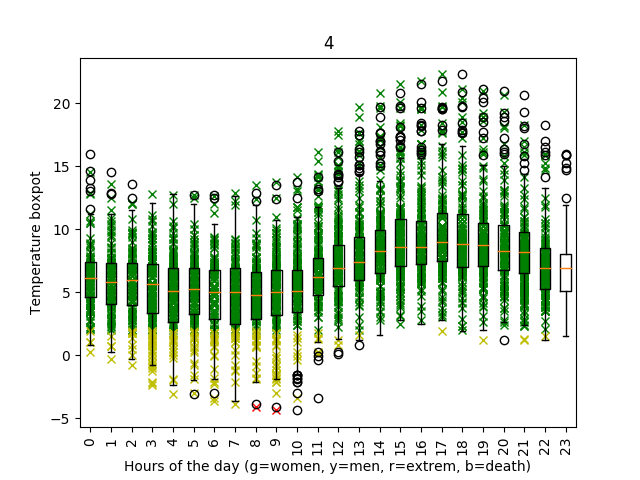 4
Temperature boxpot
20
15
10
5
0
−5
0 1 2 3 4 5 6 7 8 9 10 11 12 13 14 15 16 17 18 19 20 21 22 23
Hours of the day (g=women, y=men, r=extrem, b=death)